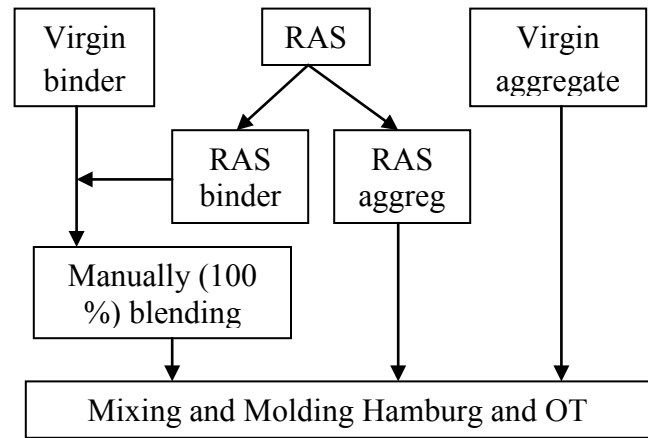 Virgin
binder
RAS
Virgin
aggregate
RAS
binder
RAS
aggreg
Manually (100
%) blending
Mixing and Molding Hamburg and OT